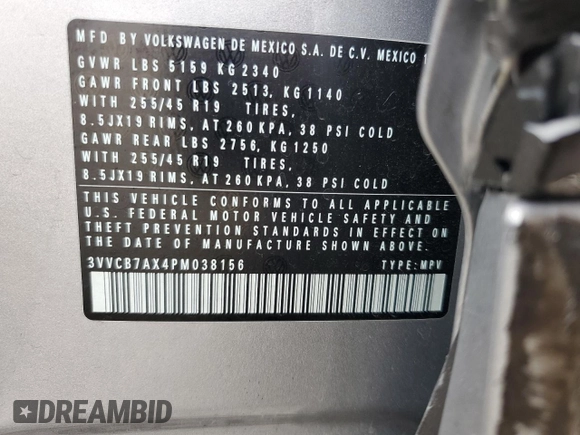 MFD BY VOLKSWAGEN DE MEXICO S.A. DE C.V. MEXICO 1
GVWR LBS 5159 KG 2340
GAWR FRONT LBS 2513, KG 1140
WITH 255/45 R19 TIRES,
8.5JX19 RIMS, AT 260 KPA, 38 PSI COLD
GAWR REAR LBS 2756, KG 1250
WITH 255/45 R19 TIRES,
8.5JX19 RIMS, AT 260 KPA, 38 PSI COLD
THIS VEHICLE CONFORMS TO ALL APPLICABLE
U.S. FEDERAL MOTOR VEHICLE SAFETY AND
THEFT PREVENTION STANDARDS IN EFFECT ON
THE DATE OF MANUFACTURE SHOWN ABOVE.
3VVCB7AX4PM038156 TYPE: MPV
DREAMBID